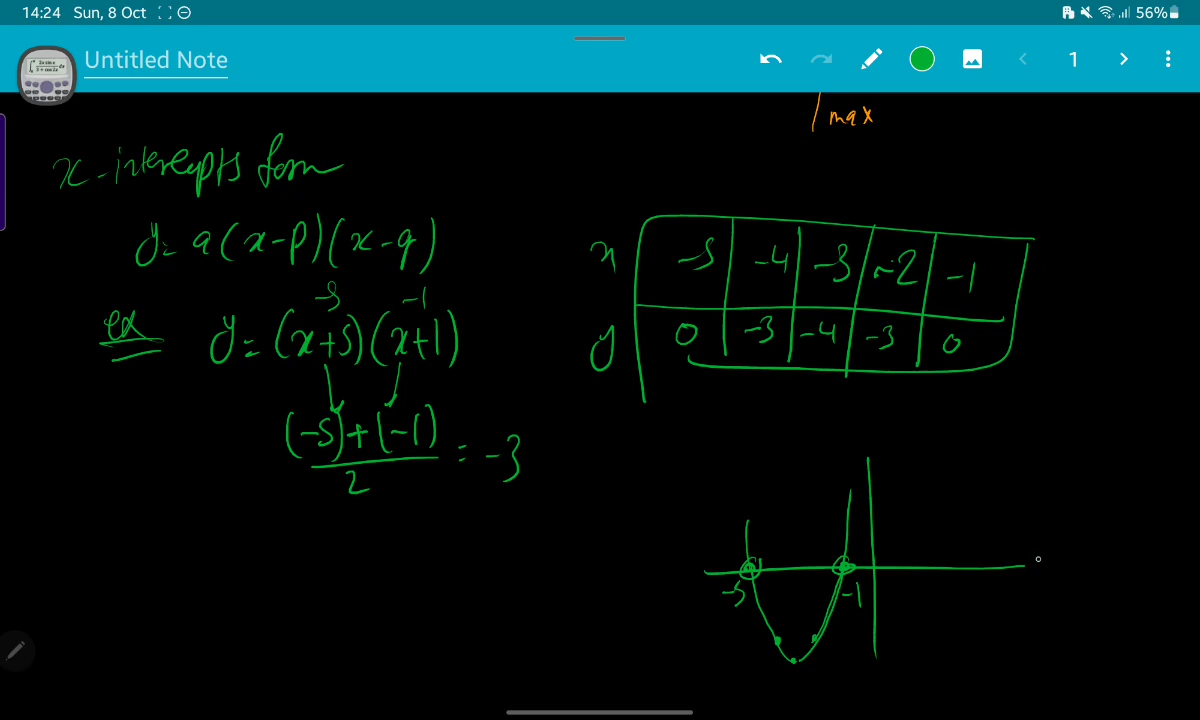 14:24 Sun, 8 Oct 56%
Untitled Note 1
max
x-intercepts form
y= a(x-p)(x-q)
x -5 -4 -3 -2 -1
y 0 -3 -4 -3 0
-5 -1
ex y= (x+5)(x+1)
(-5)+(-1)
2
= -3
-5 -1